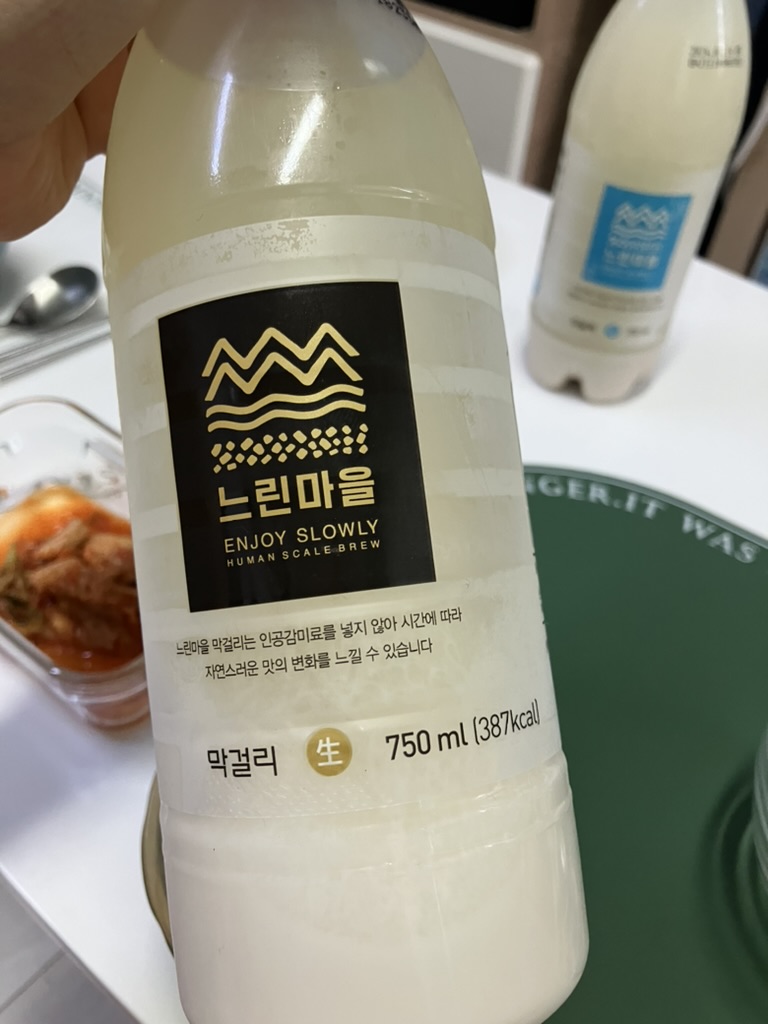 느린마을
ENJOY SLOWLY
HUMAN SCALE BREW
느린마을 막걸리는 인공감미료를 넣지 않아 시간에 따라
자연스러운 맛의 변화를 느낄 수 있습니다
막걸리 生 750 ml (387kcal)
느린마을
NGER.IT WAS